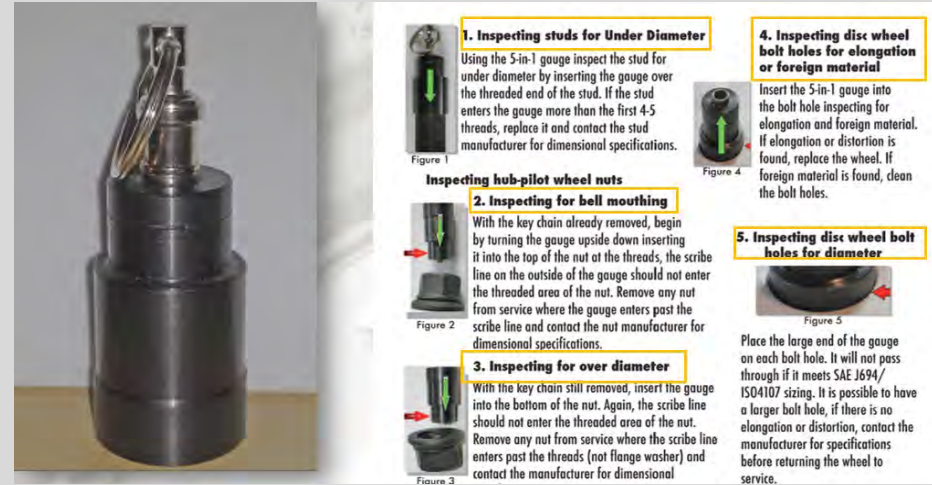 1. Inspecting studs for Under Diameter
Using the 5-in-1 gauge inspect the stud for
under diameter by inserting the gauge over
the threaded end of the stud. If the stud
enters the gauge more than the first 4-5
threads, replace it and contact the stud
manufacturer for dimensional specifications.
Figure 1
Inspecting hub-pilot wheel nuts
2. Inspecting for bell mouthing
With the key chain already removed, begin
by turning the gauge upside down inserting
it into the top of the nut at the threads, the scribe
line on the outside of the gauge should not enter
the threaded area of the nut. Remove any nut
from service where the gauge enters past the
scribe line and contact the nut manufacturer for
dimensional specifications.
Figure 2
3. Inspecting for over diameter
With the key chain still removed, insert the gauge
into the bottom of the nut. Again, the scribe line
should not enter the threaded area of the nut.
Remove any nut from service where the scribe line
enters past the threads (not flange washer) and
contact the manufacturer for dimensional
Figure 3
4. Inspecting disc wheel
bolt holes for elongation
or foreign material
Insert the 5-in-1 gauge into
the bolt hole inspecting for
elongation and foreign material.
If elongation or distortion is
found, replace the wheel. If
foreign material is found, clean
the bolt holes.
Figure 4
5. Inspecting disc wheel bolt
holes for diameter
Figure 5
Place the large end of the gauge
on each bolt hole. It will not pass
through if it meets SAE J694/
ISO4107 sizing. It is possible to have
a larger bolt hole, if there is no
elongation or distortion, contact the
manufacturer for specifications
before returning the wheel to
service.